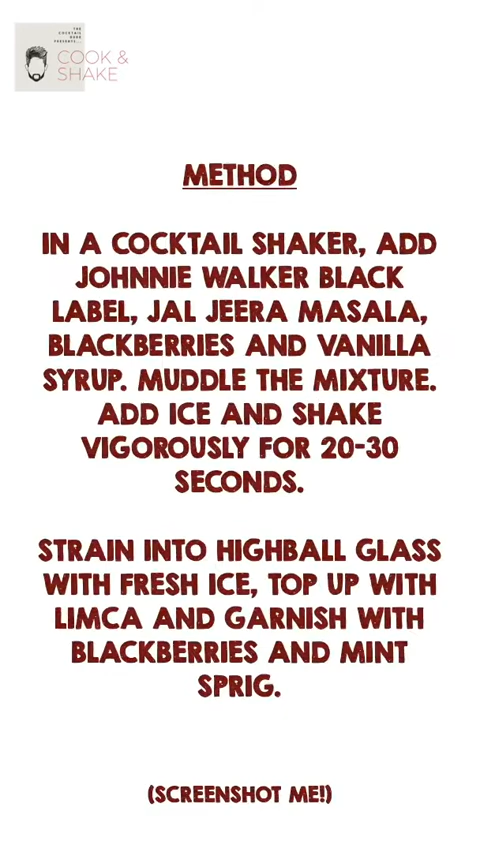 THE
COCKTAIL
GURU
PRESENTS...
COOK &
SHAKE
METHOD
IN A COCKTAIL SHAKER, ADD
JOHNNIE WALKER BLACK
LABEL, JAL JEERA MASALA,
BLACKBERRIES AND VANILLA
SYRUP. MUDDLE THE MIXTURE.
ADD ICE AND SHAKE
VIGOROUSLY FOR 20-30
SECONDS.
STRAIN INTO HIGHBALL GLASS
WITH FRESH ICE, TOP UP WITH
LIMCA AND GARNISH WITH
BLACKBERRIES AND MINT
SPRIG.
(SCREENSHOT ME!)